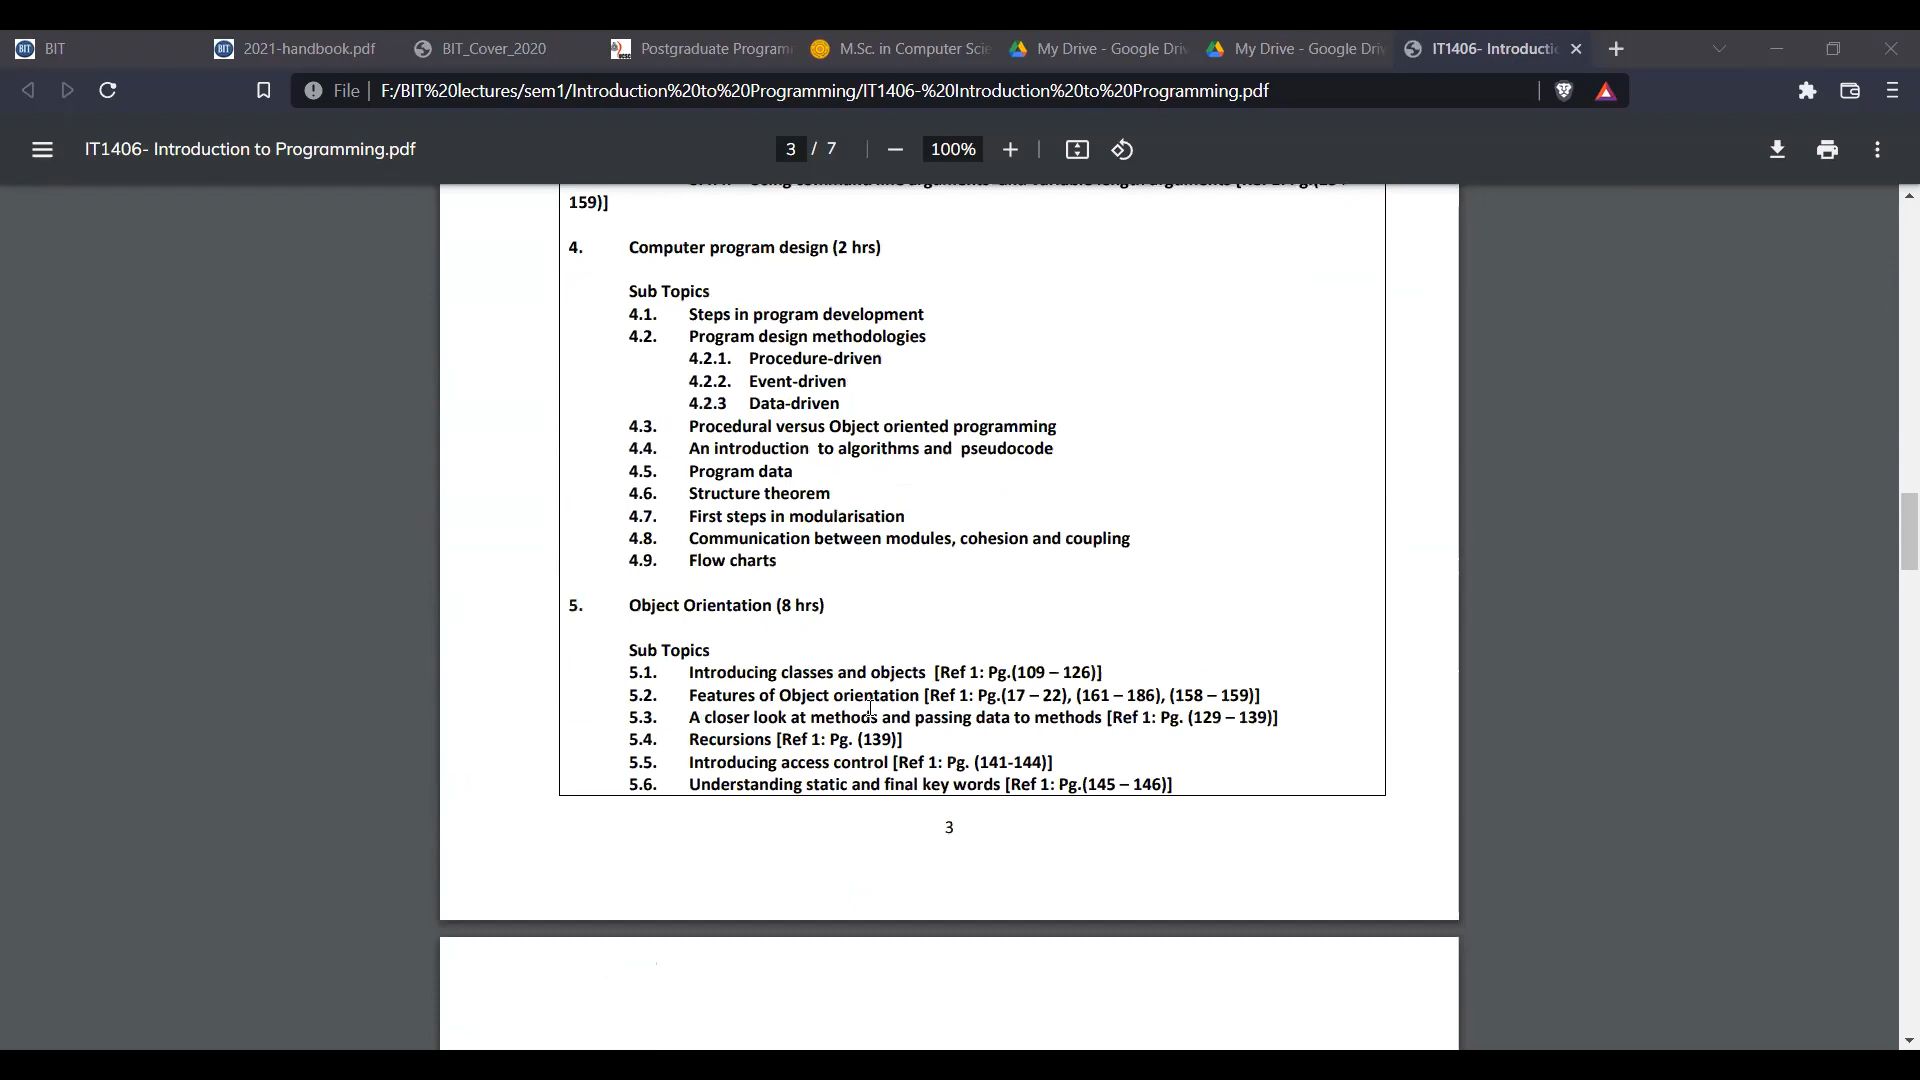 BIT
2021-handbook.pdf
BIT_Cover_2020
Postgraduate Program
M.Sc. in Computer Scie
My Drive - Google Dri
My Drive - Google Dri
IT1406- Introducti
File
F:/BIT%20lectures/sem1/Introduction%20to%20Programming/IT1406-%20Introduction%20to%20Programming.pdf
IT1406- Introduction to Programming.pdf
3 / 7
100%
159)]
4. Computer program design (2 hrs)
Sub Topics
4.1. Steps in program development
4.2. Program design methodologies
4.2.1. Procedure-driven
4.2.2. Event-driven
4.2.3 Data-driven
4.3. Procedural versus Object oriented programming
4.4. An introduction to algorithms and pseudocode
4.5. Program data
4.6. Structure theorem
4.7. First steps in modularisation
4.8. Communication between modules, cohesion and coupling
4.9. Flow charts
5. Object Orientation (8 hrs)
Sub Topics
5.1. Introducing classes and objects [Ref 1: Pg.(109 – 126)]
5.2. Features of Object orientation [Ref 1: Pg.(17 – 22), (161 – 186), (158 – 159)]
5.3. A closer look at methods and passing data to methods [Ref 1: Pg. (129 – 139)]
5.4. Recursions [Ref 1: Pg. (139)]
5.5. Introducing access control [Ref 1: Pg. (141-144)]
5.6. Understanding static and final key words [Ref 1: Pg.(145 – 146)]
3